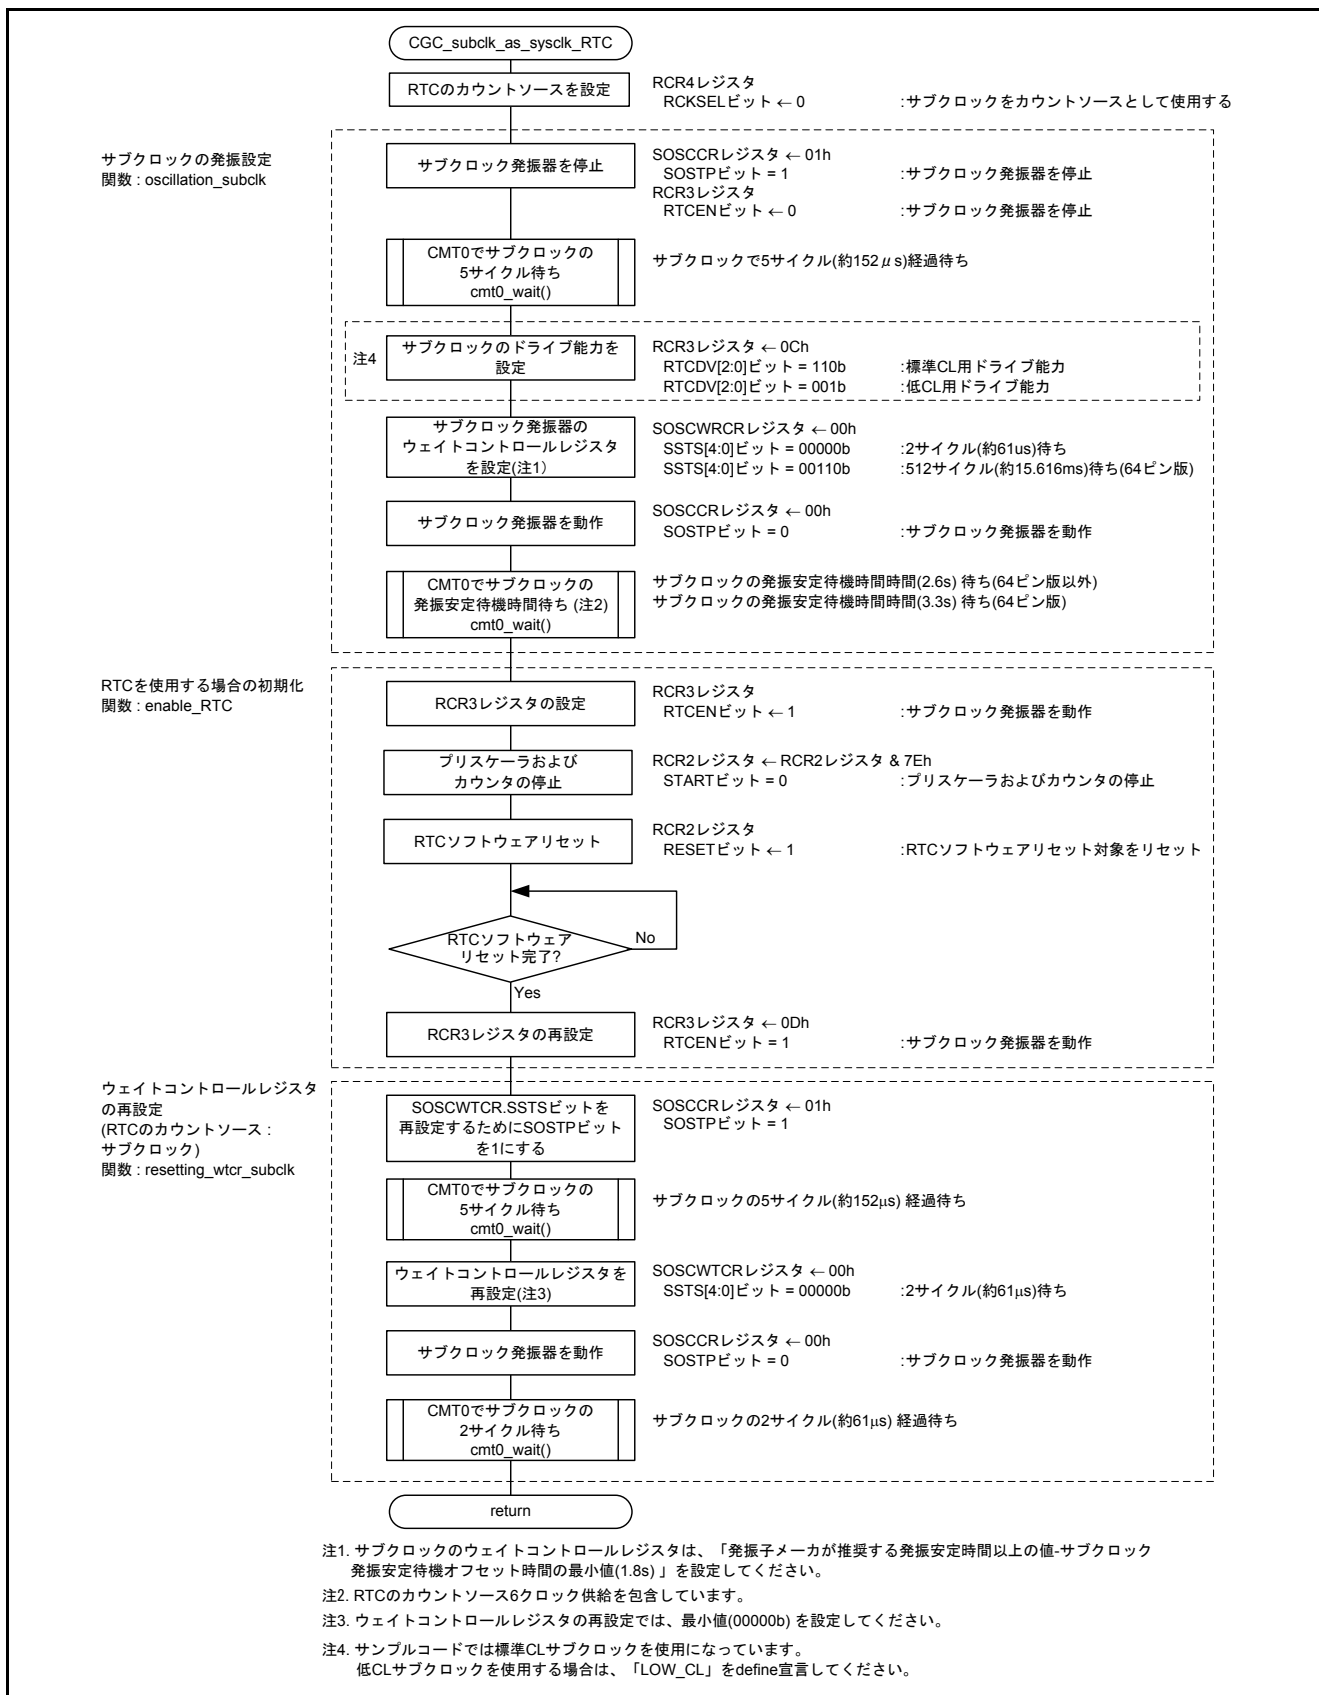 CGC_subclk_as_sysclk_RTC
RTCのカウントソースを設定
RCR4レジスタ
RCKSELビット ← 0 :サブクロックをカウントソースとして使用する
サブクロックの発振設定
関数 : oscillation_subclk
サブクロック発振器を停止
SOSCCRレジスタ ← 01h
SOSTPビット = 1 :サブクロック発振器を停止
RCR3レジスタ
RTCENビット ← 0 :サブクロック発振器を停止
CMT0でサブクロックの
5サイクル待ち
cmt0_wait()
サブクロックで5サイクル(約152μs)経過待ち
注4
サブクロックのドライブ能力を
設定
RCR3レジスタ ← 0Ch
RTCDV[2:0]ビット = 110b :標準CL用ドライブ能力
RTCDV[2:0]ビット = 001b :低CL用ドライブ能力
サブクロック発振器の
ウェイトコントロールレジスタ
を設定(注1)
SOSCWRCRレジスタ ← 00h
SSTS[4:0]ビット = 00000b :2サイクル(約61us)待ち
SSTS[4:0]ビット = 00110b :512サイクル(約15.616ms)待ち(64ピン版)
サブクロック発振器を動作
SOSCCRレジスタ ← 00h
SOSTPビット = 0 :サブクロック発振器を動作
CMT0でサブクロックの
発振安定待機時間待ち (注2)
cmt0_wait()
サブクロックの発振安定待機時間時間(2.6s) 待ち(64ピン版以外)
サブクロックの発振安定待機時間時間(3.3s) 待ち(64ピン版)
RTCを使用する場合の初期化
関数 : enable_RTC
RCR3レジスタの設定
RCR3レジスタ
RTCENビット ← 1 :サブクロック発振器を動作
プリスケーラおよび
カウンタの停止
RCR2レジスタ ← RCR2レジスタ & 7Eh
STARTビット = 0 :プリスケーラおよびカウンタの停止
RTCソフトウェアリセット
RCR2レジスタ
RESETビット ← 1 :RTCソフトウェアリセット対象をリセット
RTCソフトウェア
リセット完了?
No
Yes
RCR3レジスタの再設定
RCR3レジスタ ← 0Dh
RTCENビット = 1 :サブクロック発振器を動作
ウェイトコントロールレジスタ
の再設定
(RTCのカウントソース :
サブクロック)
関数 : resetting_wtcr_subclk
SOSCWTCR.SSTSビットを
再設定するためにSOSTPビット
を1にする
SOSCCRレジスタ ← 01h
SOSTPビット = 1
CMT0でサブクロックの
5サイクル待ち
cmt0_wait()
サブクロックの5サイクル(約152μs) 経過待ち
ウェイトコントロールレジスタを
再設定(注3)
SOSCWTCRレジスタ ← 00h
SSTS[4:0]ビット = 00000b :2サイクル(約61μs)待ち
サブクロック発振器を動作
SOSCCRレジスタ ← 00h
SOSTPビット = 0 :サブクロック発振器を動作
CMT0でサブクロックの
2サイクル待ち
cmt0_wait()
サブクロックの2サイクル(約61μs) 経過待ち
return
注1. サブクロックのウェイトコントロールレジスタは、「発振子メーカが推奨する発振安定時間以上の値-サブクロック
発振安定待機オフセット時間の最小値(1.8s) 」を設定してください。
注2. RTCのカウントソース6クロック供給を包含しています。
注3. ウェイトコントロールレジスタの再設定では、最小値(00000b) を設定してください。
注4. サンプルコードでは標準CLサブクロックを使用になっています。
低CLサブクロックを使用する場合は、「LOW_CL」をdefine宣言してください。